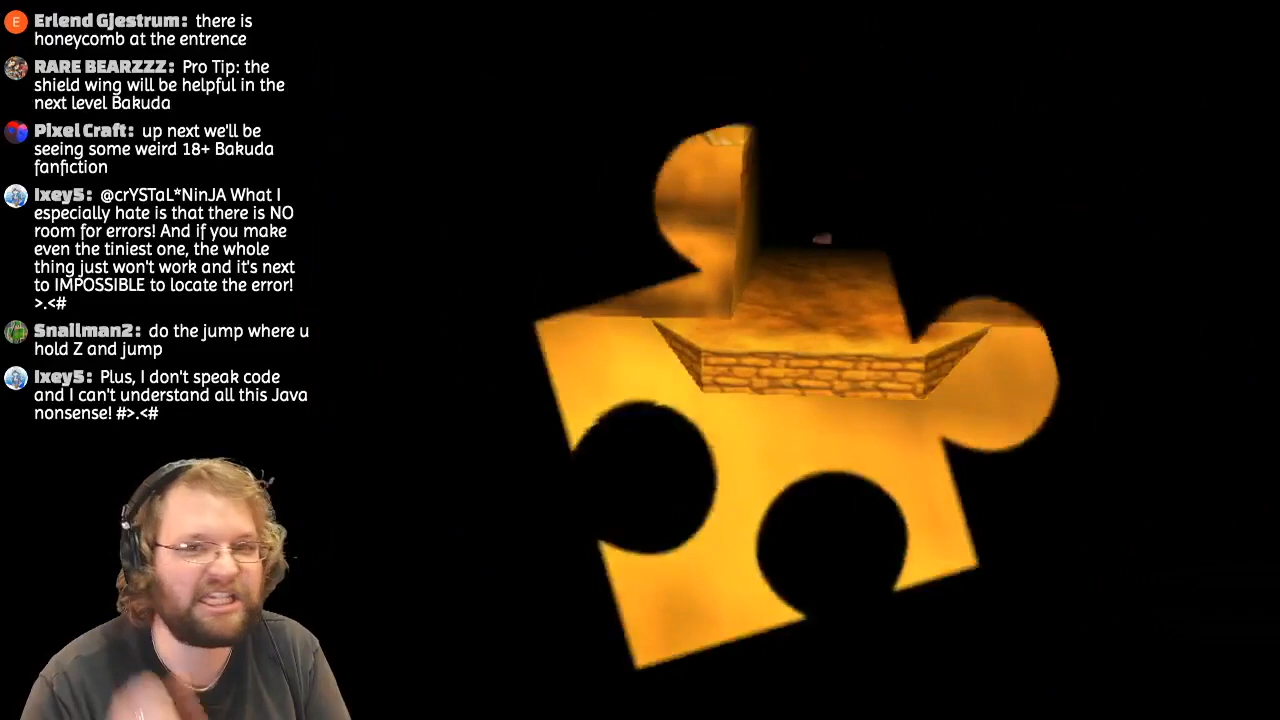 E Erlend Gjestrum: there is
honeycomb at the entrence
RARE BEARZZZ: Pro Tip: the
shield wing will be helpful in the
next level Bakuda
Pixel Craft: up next we'll be
seeing some weird 18+ Bakuda
fanfiction
Ixey5: @crYSTaL*NinJA What I
especially hate is that there is NO
room for errors! And if you make
even the tiniest one, the whole
thing just won't work and it's next
to IMPOSSIBLE to locate the error!
>.<#
Snailman2: do the jump where u
hold Z and jump
Ixey5: Plus, I don't speak code
and I can't understand all this Java
nonsense! #>.<#